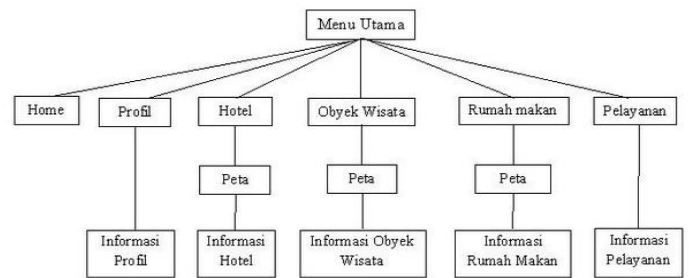 Menu Utama
Home
Profil
Hotel
Obyek Wisata
Rumah makan
Pelayanan
Peta
Peta
Peta
Informasi
Profil
Informasi
Hotel
Informasi Obyek
Wisata
Informasi
Rumah Makan
Informasi
Pelayanan